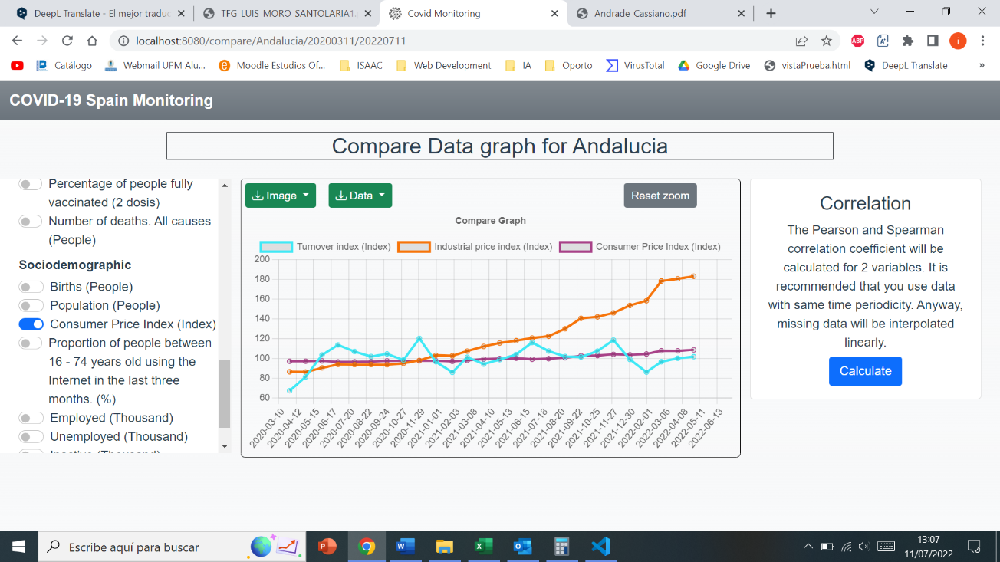 DeepL Translate - El mejor traduc
TFG_LUIS_MORO_SANTOLARIA1.
Covid Monitoring
Andrade_Cassiano.pdf
localhost:8080/compare/Andalucia/20200311/20220711
ABP
i
Catálogo
Webmail UPM Alu...
Moodle Estudios Of...
ISAAC
Web Development
IA
Oporto
VirusTotal
Google Drive
vistaPrueba.html
DeepL Translate
»
COVID-19 Spain Monitoring
Compare Data graph for Andalucia
Percentage of people fully
vaccinated (2 dosis)
Number of deaths. All causes
(People)
Sociodemographic
Births (People)
Population (People)
Consumer Price Index (Index)
Proportion of people between
16 - 74 years old using the
Internet in the last three
months. (%)
Employed (Thousand)
Unemployed (Thousand)
Image
Data
Reset zoom
Compare Graph
Turnover index (Index)
Industrial price index (Index)
Consumer Price Index (Index)
200
180
160
140
120
100
80
60
2020-03-10
2020-04-12
2020-05-15
2020-06-17
2020-07-20
2020-08-22
2020-09-24
2020-10-27
2020-11-29
2021-01-01
2021-02-03
2021-03-08
2021-04-10
2021-05-13
2021-06-15
2021-07-18
2021-08-20
2021-09-22
2021-10-25
2021-11-27
2021-12-30
2022-02-01
2022-03-06
2022-04-08
2022-05-11
2022-06-13
Correlation
The Pearson and Spearman
correlation coefficient will be
calculated for 2 variables. It is
recommended that you use data
with same time periodicity. Anyway,
missing data will be interpolated
linearly.
Calculate
Escribe aquí para buscar
13:07
11/07/2022